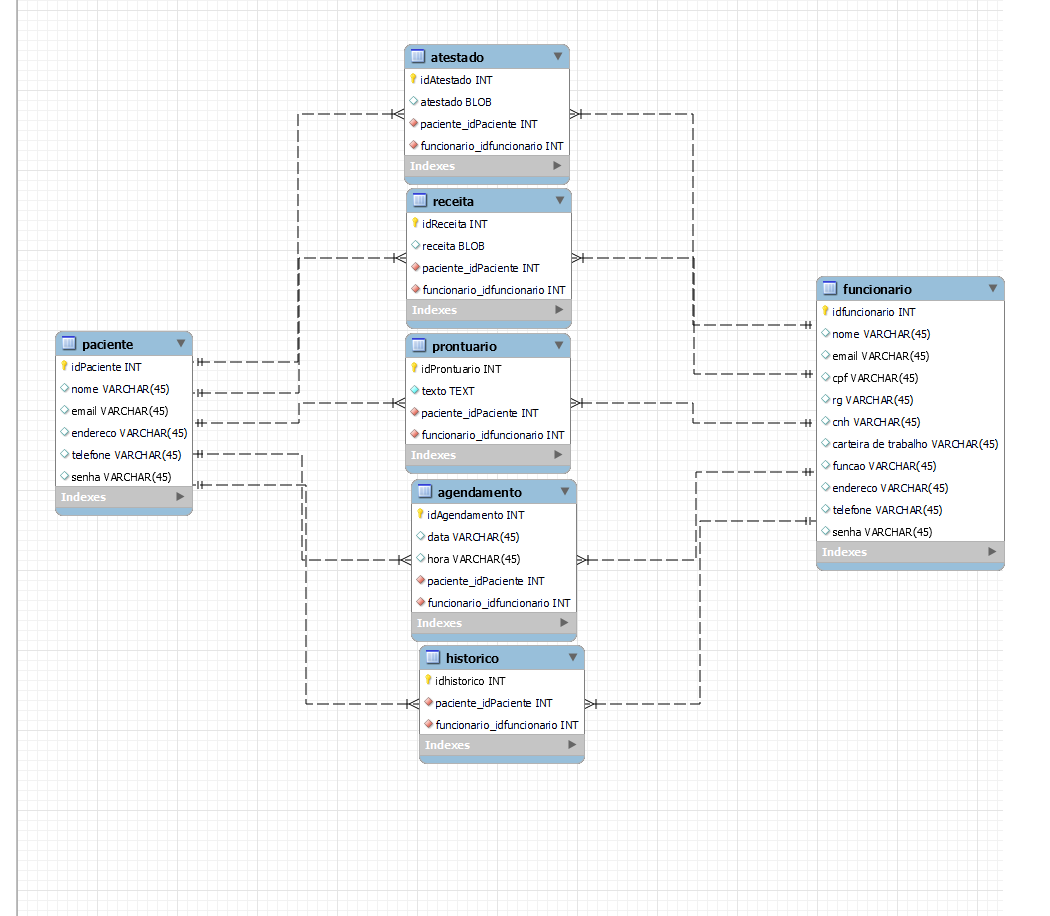 atestado
idAtestado INT
atestado BLOB
paciente_idPaciente INT
funcionario_idfuncionario INT
Indexes
receita
idReceita INT
receita BLOB
paciente_idPaciente INT
funcionario_idfuncionario INT
Indexes
paciente
idPaciente INT
nome VARCHAR(45)
email VARCHAR(45)
endereco VARCHAR(45)
telefone VARCHAR(45)
senha VARCHAR(45)
Indexes
prontuario
idProntuario INT
texto TEXT
paciente_idPaciente INT
funcionario_idfuncionario INT
Indexes
funcionario
idfuncionario INT
nome VARCHAR(45)
email VARCHAR(45)
cpf VARCHAR(45)
rg VARCHAR(45)
cnh VARCHAR(45)
carteira de trabalho VARCHAR(45)
funcao VARCHAR(45)
endereco VARCHAR(45)
telefone VARCHAR(45)
senha VARCHAR(45)
Indexes
agendamento
idAgendamento INT
data VARCHAR(45)
hora VARCHAR(45)
paciente_idPaciente INT
funcionario_idfuncionario INT
Indexes
historico
idhistorico INT
paciente_idPaciente INT
funcionario_idfuncionario INT
Indexes